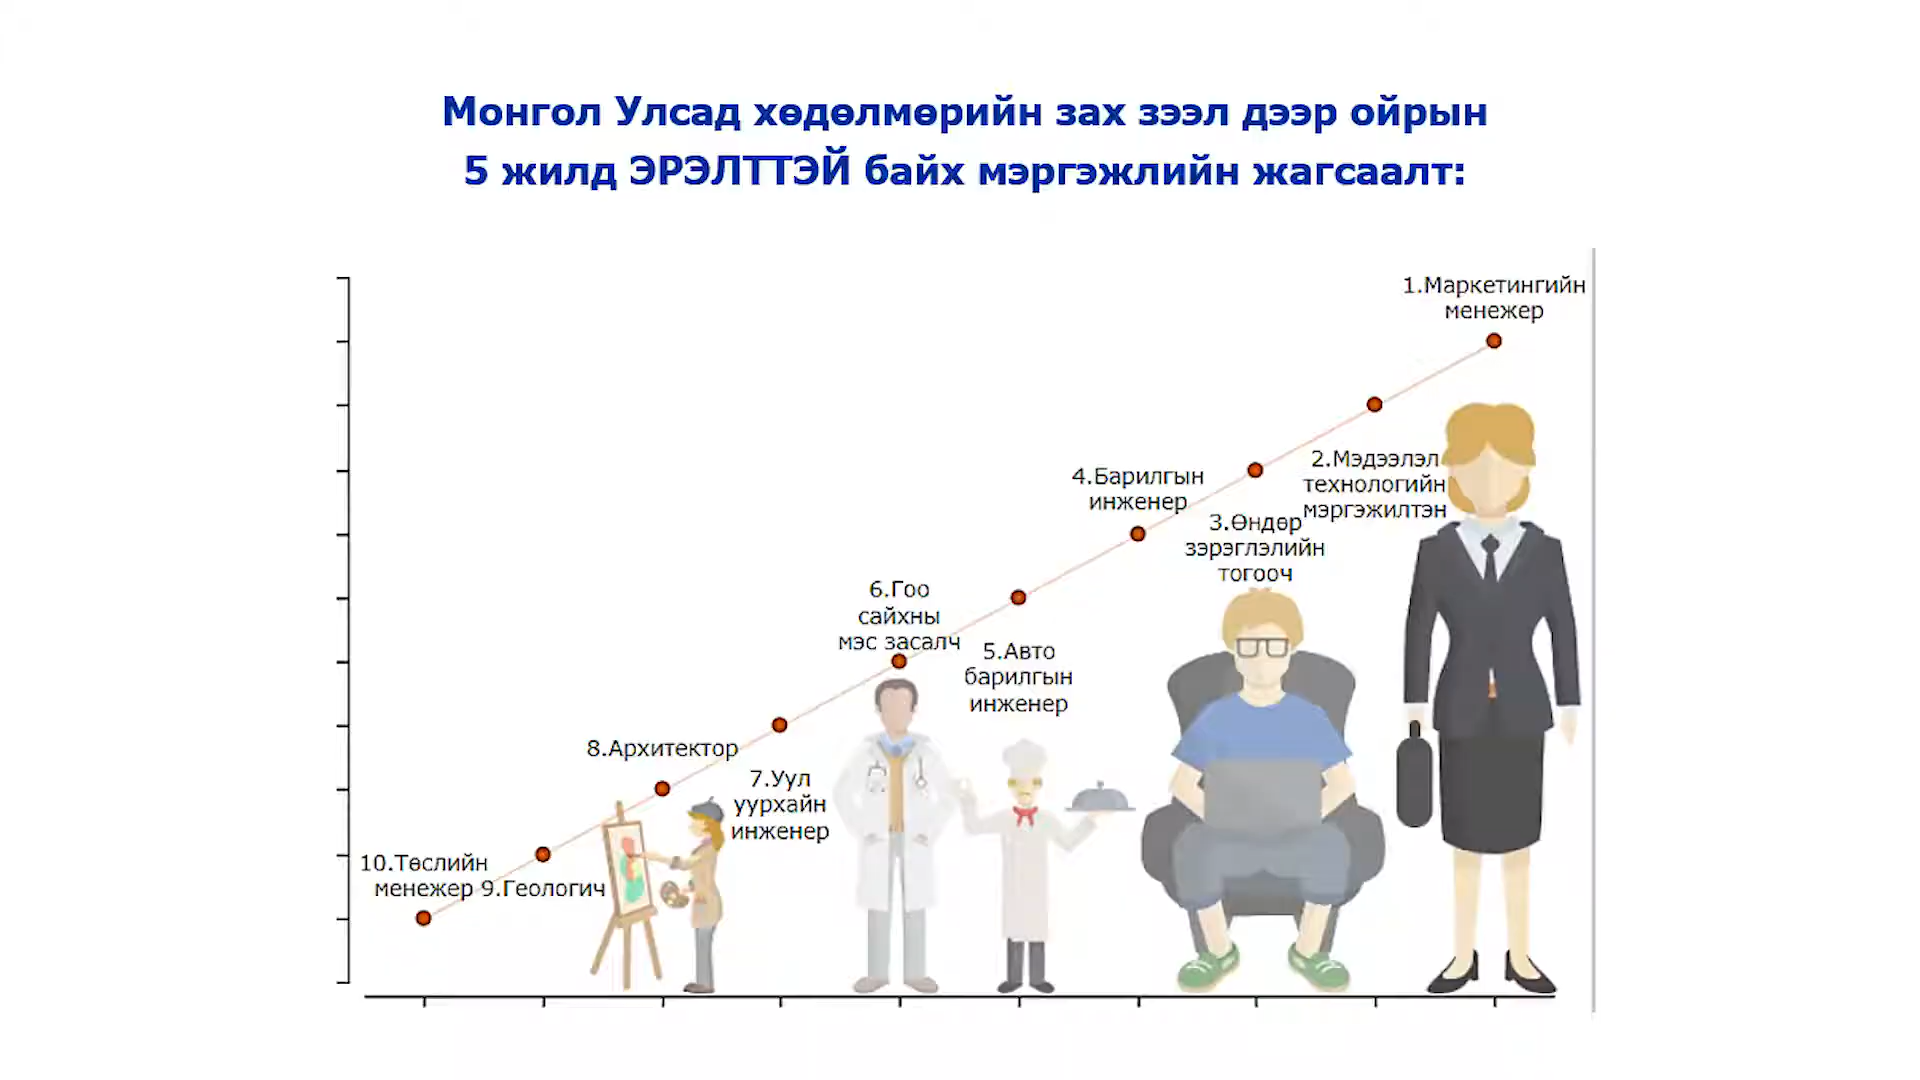 Монгол Улсад хөдөлмөрийн зах зээл дээр ойрын
5 жилд ЭРЭЛТТЭЙ байх мэргэжлийн жагсаалт:
1.Маркетингийн
менежер
2.Мэдээлэл
технологийн
мэргэжилтэн
3.Өндөр
зэрэглэлийн
тогооч
4.Барилгын
инженер
5.Авто
барилгын
инженер
6.Гоо
сайхны
мэс засалч
7.Уул
уурхайн
инженер
8.Архитектор
9.Геологич
10.Төслийн
менежер